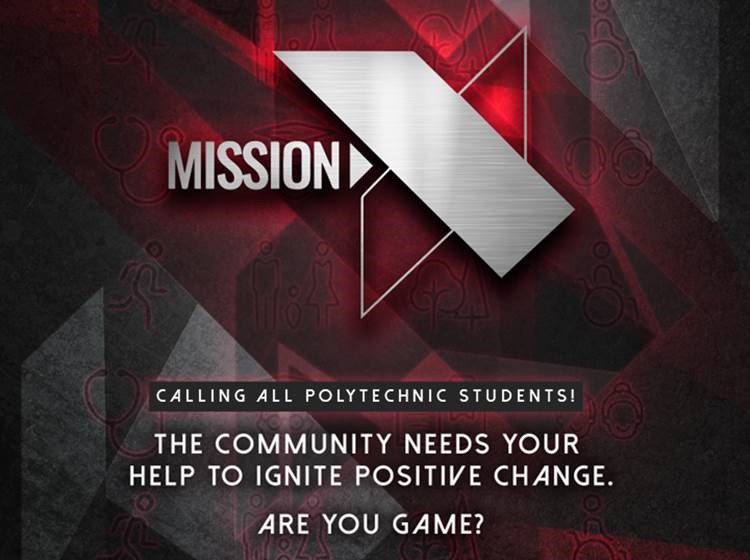 MISSION
CALLING ALL POLYTECHNIC STUDENTS!
THE COMMUNITY NEEDS YOUR
HELP TO IGNITE POSITIVE CHANGE.
ARE YOU GAME?